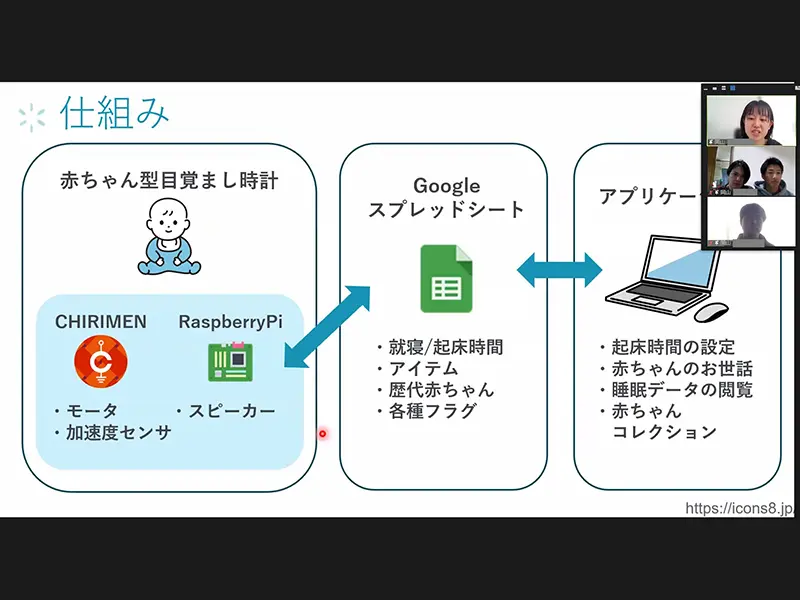 仕組み
赤ちゃん型目覚まし時計
CHIRIMEN
RaspberryPi
・モータ
・加速度センサ
・スピーカー
Google
スプレッドシート
・就寝/起床時間
・アイテム
・歴代赤ちゃん
・各種フラグ
アプリケー
・起床時間の設定
・赤ちゃんのお世話
・睡眠データの閲覧
・赤ちゃん
コレクション
https://icons8.jp/